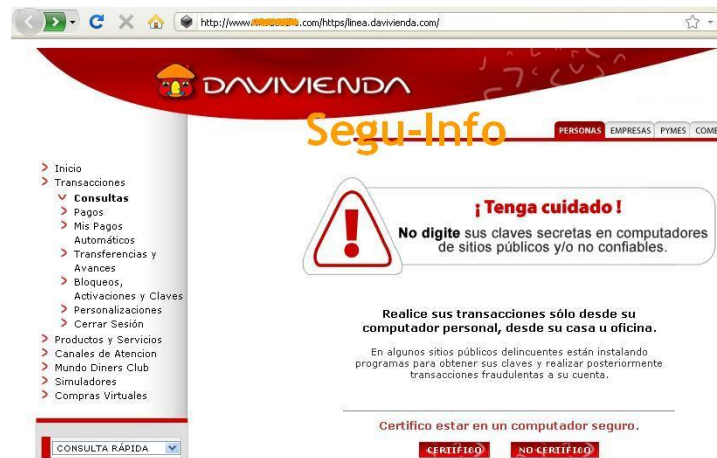 http://www.
.com/https/linea.davivienda.com/
DAVIVIENDA
Segu-Info
PERSONAS EMPRESAS PYMES
Inicio
Transacciones
Consultas
Pagos
Mis Pagos
Automáticos
Transferencias y
Avances
Bloqueos,
Activaciones y Claves
Personalizaciones
Cerrar Sesión
Productos y Servicios
Canales de Atencion
Mundo Diners Club
Simuladores
Compras Virtuales
CONSULTA RÁPIDA
¡ Tenga cuidado !
No digite sus claves secretas en computadores
de sitios públicos y/o no confiables.
Realice sus transacciones sólo desde su
computador personal, desde su casa u oficina.
En algunos sitios públicos delincuentes están instalando
programas para obtener sus claves y realizar posteriormente
transacciones fraudulentas a su cuenta.
Certifico estar en un computador seguro.
CERTIFICO NO CERTIFICO